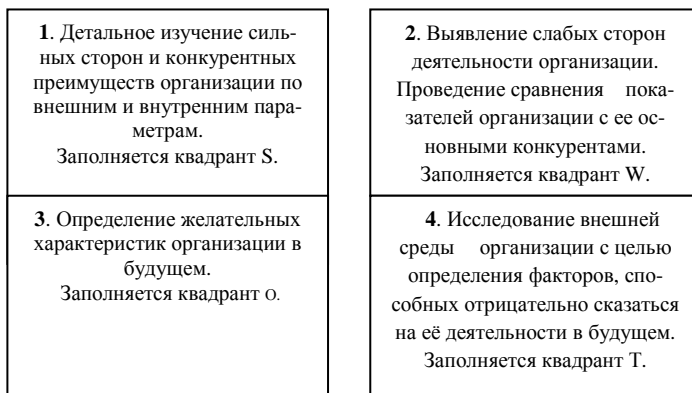 1. Детальное изучение силь-
ных сторон и конкурентных
преимуществ организации по
внешним и внутренним пара-
метрам.
Заполняется квадрант S.
2. Выявление слабых сторон
деятельности организации.
Проведение сравнения пока-
зателей организации с ее ос-
новными конкурентами.
Заполняется квадрант W.
3. Определение желательных
характеристик организации в
будущем.
Заполняется квадрант О.
4. Исследование внешней
среды организации с целью
определения факторов, спо-
собных отрицательно сказаться
на её деятельности в будущем.
Заполняется квадрант Т.